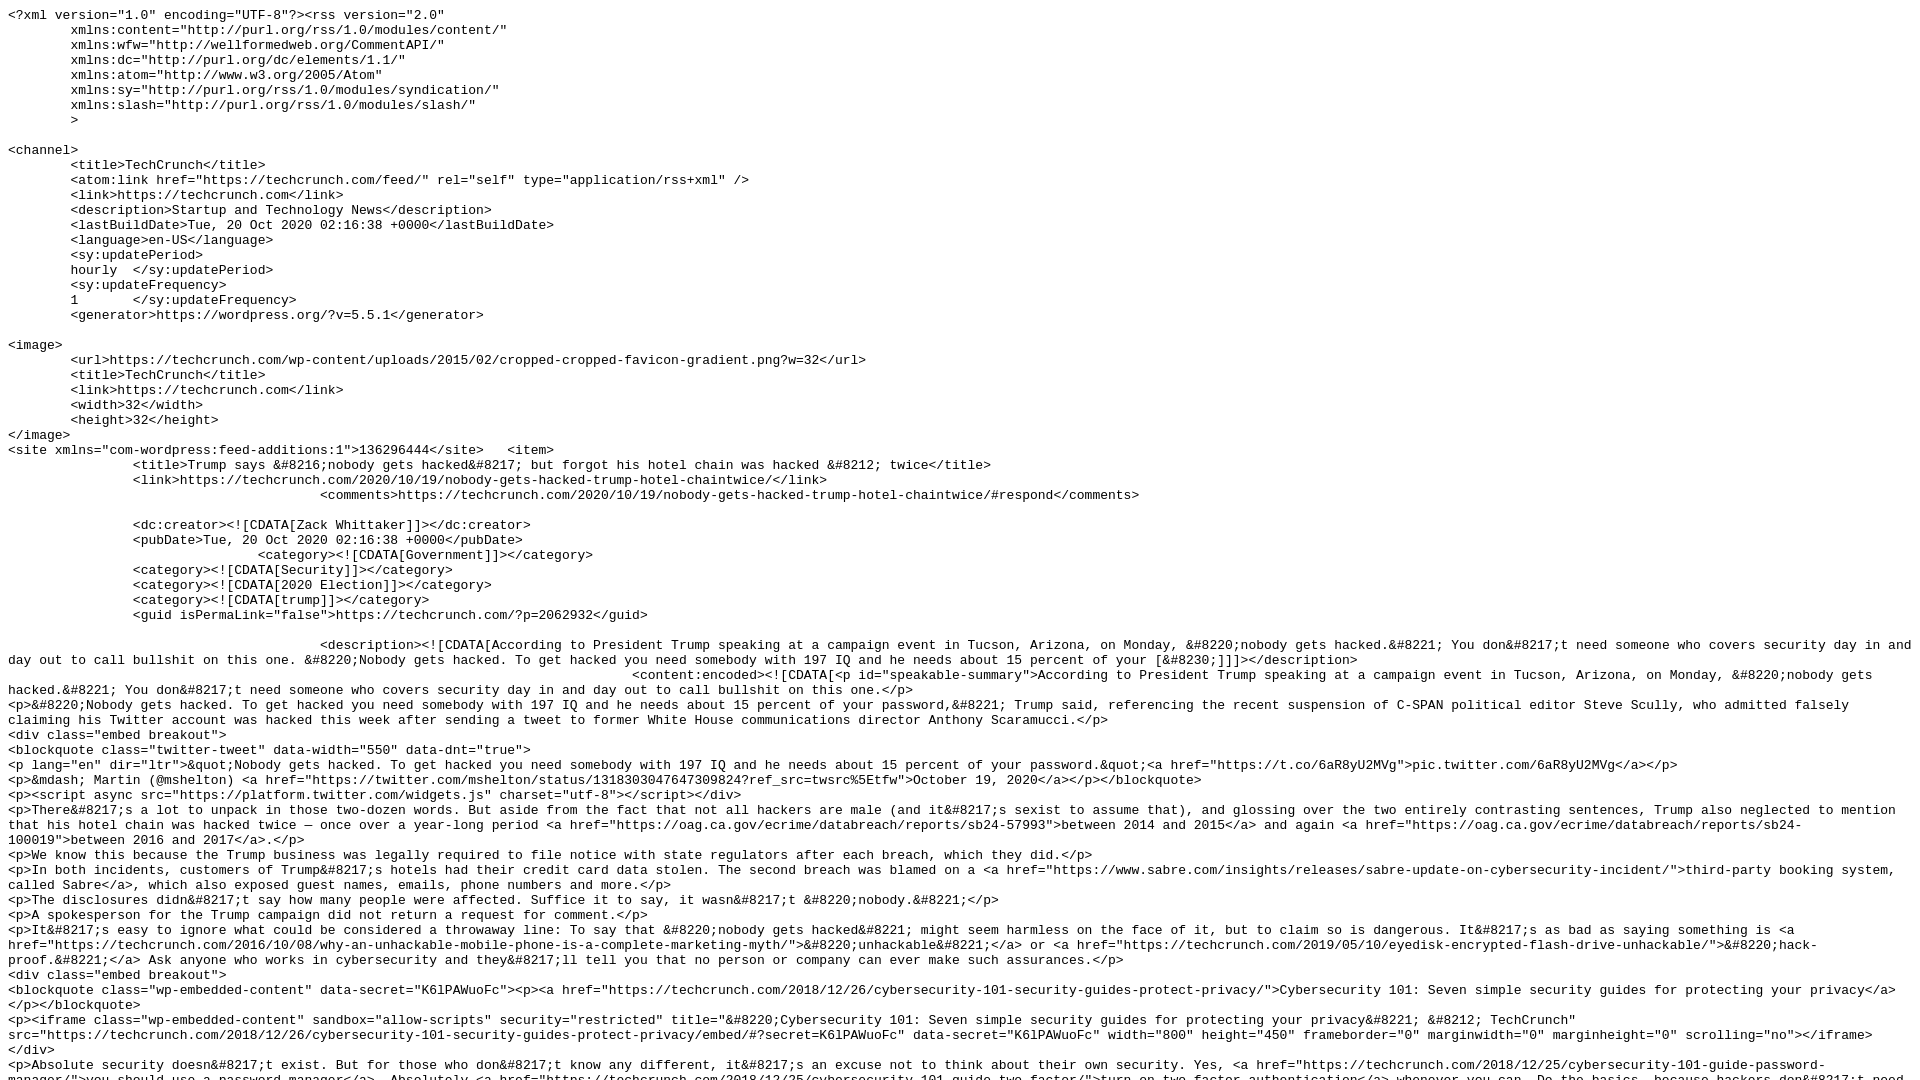 <?xml version="1.0" encoding="UTF-8"?><rss version="2.0"
xmlns:content="http://purl.org/rss/1.0/modules/content/"
xmlns:wfw="http://wellformedweb.org/CommentAPI/"
xmlns:dc="http://purl.org/dc/elements/1.1/"
xmlns:atom="http://www.w3.org/2005/Atom"
xmlns:sy="http://purl.org/rss/1.0/modules/syndication/"
xmlns:slash="http://purl.org/rss/1.0/modules/slash/"
>
<channel>
<title>TechCrunch</title>
<atom:link href="https://techcrunch.com/feed/" rel="self" type="application/rss+xml" />
<link>https://techcrunch.com</link>
<description>Startup and Technology News</description>
<lastBuildDate>Tue, 20 Oct 2020 02:16:38 +0000</lastBuildDate>
<language>en-US</language>
<sy:updatePeriod>
hourly  </sy:updatePeriod>
<sy:updateFrequency>
1       </sy:updateFrequency>
<generator>https://wordpress.org/?v=5.5.1</generator>
<image>
<url>https://techcrunch.com/wp-content/uploads/2015/02/cropped-cropped-favicon-gradient.png?w=32</url>
<title>TechCrunch</title>
<link>https://techcrunch.com</link>
<width>32</width>
<height>32</height>
</image>
<site xmlns="com-wordpress:feed-additions:1">136296444</site>   <item>
<title>Trump says &#8216;nobody gets hacked&#8217; but forgot his hotel chain was hacked &#8212; twice</title>
<link>https://techcrunch.com/2020/10/19/nobody-gets-hacked-trump-hotel-chaintwice/</link>
<comments>https://techcrunch.com/2020/10/19/nobody-gets-hacked-trump-hotel-chaintwice/#respond</comments>
<dc:creator><![CDATA[Zack Whittaker]]></dc:creator>
<pubDate>Tue, 20 Oct 2020 02:16:38 +0000</pubDate>
<category><![CDATA[Government]]></category>
<category><![CDATA[Security]]></category>
<category><![CDATA[2020 Election]]></category>
<category><![CDATA[trump]]></category>
<guid isPermaLink="false">https://techcrunch.com/?p=2062932</guid>
<description><![CDATA[According to President Trump speaking at a campaign event in Tucson, Arizona, on Monday, &#8220;nobody gets hacked.&#8221; You don&#8217;t need someone who covers security day in and
day out to call bullshit on this one. &#8220;Nobody gets hacked. To get hacked you need somebody with 197 IQ and he needs about 15 percent of your [&#8230;]]]></description>
<content:encoded><![CDATA[<p id="speakable-summary">According to President Trump speaking at a campaign event in Tucson, Arizona, on Monday, &#8220;nobody gets
hacked.&#8221; You don&#8217;t need someone who covers security day in and day out to call bullshit on this one.</p>
<p>&#8220;Nobody gets hacked. To get hacked you need somebody with 197 IQ and he needs about 15 percent of your password,&#8221; Trump said, referencing the recent suspension of C-SPAN political editor Steve Scully, who admitted falsely
claiming his Twitter account was hacked this week after sending a tweet to former White House communications director Anthony Scaramucci.</p>
<div class="embed breakout">
<blockquote class="twitter-tweet" data-width="550" data-dnt="true">
<p lang="en" dir="ltr">&quot;Nobody gets hacked. To get hacked you need somebody with 197 IQ and he needs about 15 percent of your password.&quot;<a href="https://t.co/6aR8yU2MVg">pic.twitter.com/6aR8yU2MVg</a></p>
<p>&mdash; Martin (@mshelton) <a href="https://twitter.com/mshelton/status/1318303047647309824?ref_src=twsrc%5Etfw">October 19, 2020</a></p></blockquote>
<p><script async src="https://platform.twitter.com/widgets.js" charset="utf-8"></script></div>
<p>There&#8217;s a lot to unpack in those two-dozen words. But aside from the fact that not all hackers are male (and it&#8217;s sexist to assume that), and glossing over the two entirely contrasting sentences, Trump also neglected to mention
that his hotel chain was hacked twice — once over a year-long period <a href="https://oag.ca.gov/ecrime/databreach/reports/sb24-57993">between 2014 and 2015</a> and again <a href="https://oag.ca.gov/ecrime/databreach/reports/sb24-
100019">between 2016 and 2017</a>.</p>
<p>We know this because the Trump business was legally required to file notice with state regulators after each breach, which they did.</p>
<p>In both incidents, customers of Trump&#8217;s hotels had their credit card data stolen. The second breach was blamed on a <a href="https://www.sabre.com/insights/releases/sabre-update-on-cybersecurity-incident/">third-party booking system,
called Sabre</a>, which also exposed guest names, emails, phone numbers and more.</p>
<p>The disclosures didn&#8217;t say how many people were affected. Suffice it to say, it wasn&#8217;t &#8220;nobody.&#8221;</p>
<p>A spokesperson for the Trump campaign did not return a request for comment.</p>
<p>It&#8217;s easy to ignore what could be considered a throwaway line: To say that &#8220;nobody gets hacked&#8221; might seem harmless on the face of it, but to claim so is dangerous. It&#8217;s as bad as saying something is <a
href="https://techcrunch.com/2016/10/08/why-an-unhackable-mobile-phone-is-a-complete-marketing-myth/">&#8220;unhackable&#8221;</a> or <a href="https://techcrunch.com/2019/05/10/eyedisk-encrypted-flash-drive-unhackable/">&#8220;hack-
proof.&#8221;</a> Ask anyone who works in cybersecurity and they&#8217;ll tell you that no person or company can ever make such assurances.</p>
<div class="embed breakout">
<blockquote class="wp-embedded-content" data-secret="K6lPAWuoFc"><p><a href="https://techcrunch.com/2018/12/26/cybersecurity-101-security-guides-protect-privacy/">Cybersecurity 101: Seven simple security guides for protecting your privacy</a>
</p></blockquote>
<p><iframe class="wp-embedded-content" sandbox="allow-scripts" security="restricted" title="&#8220;Cybersecurity 101: Seven simple security guides for protecting your privacy&#8221; &#8212; TechCrunch"
src="https://techcrunch.com/2018/12/26/cybersecurity-101-security-guides-protect-privacy/embed/#?secret=K6lPAWuoFc" data-secret="K6lPAWuoFc" width="800" height="450" frameborder="0" marginwidth="0" marginheight="0" scrolling="no"></iframe>
</div>
<p>Absolute security doesn&#8217;t exist. But for those who don&#8217;t know any different, it&#8217;s an excuse not to think about their own security. Yes, <a href="https://techcrunch.com/2018/12/25/cybersecurity-101-guide-password-
manager/">you should use a password manager</a>. Absolutely <a href="https://techcrunch.com/2018/12/25/cybersecurity-101-guide-two-factor/">turn on two-factor authentication</a> whenever you can. Do the basics, because hackers don&#8217;t need